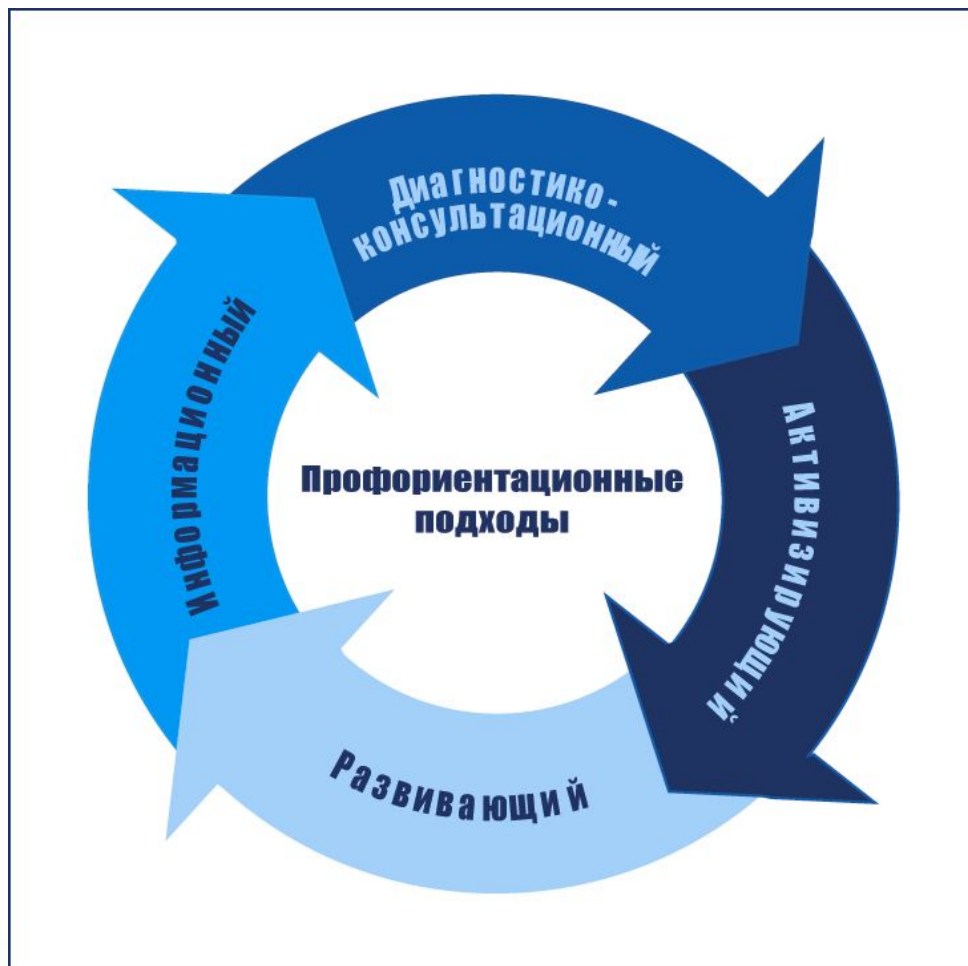 Диагностико-
консультационный
Активизирующий
Развивающий
Информационный
Профориентационные
подходы